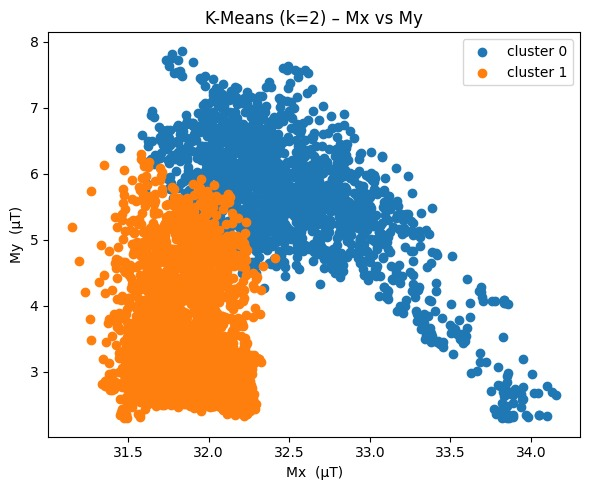 K-Means (k=2) – Mx vs My
cluster 0
cluster 1
8
7
6
5
4
3
My (μT)
31.5 32.0 32.5 33.0 33.5 34.0
Mx (μT)